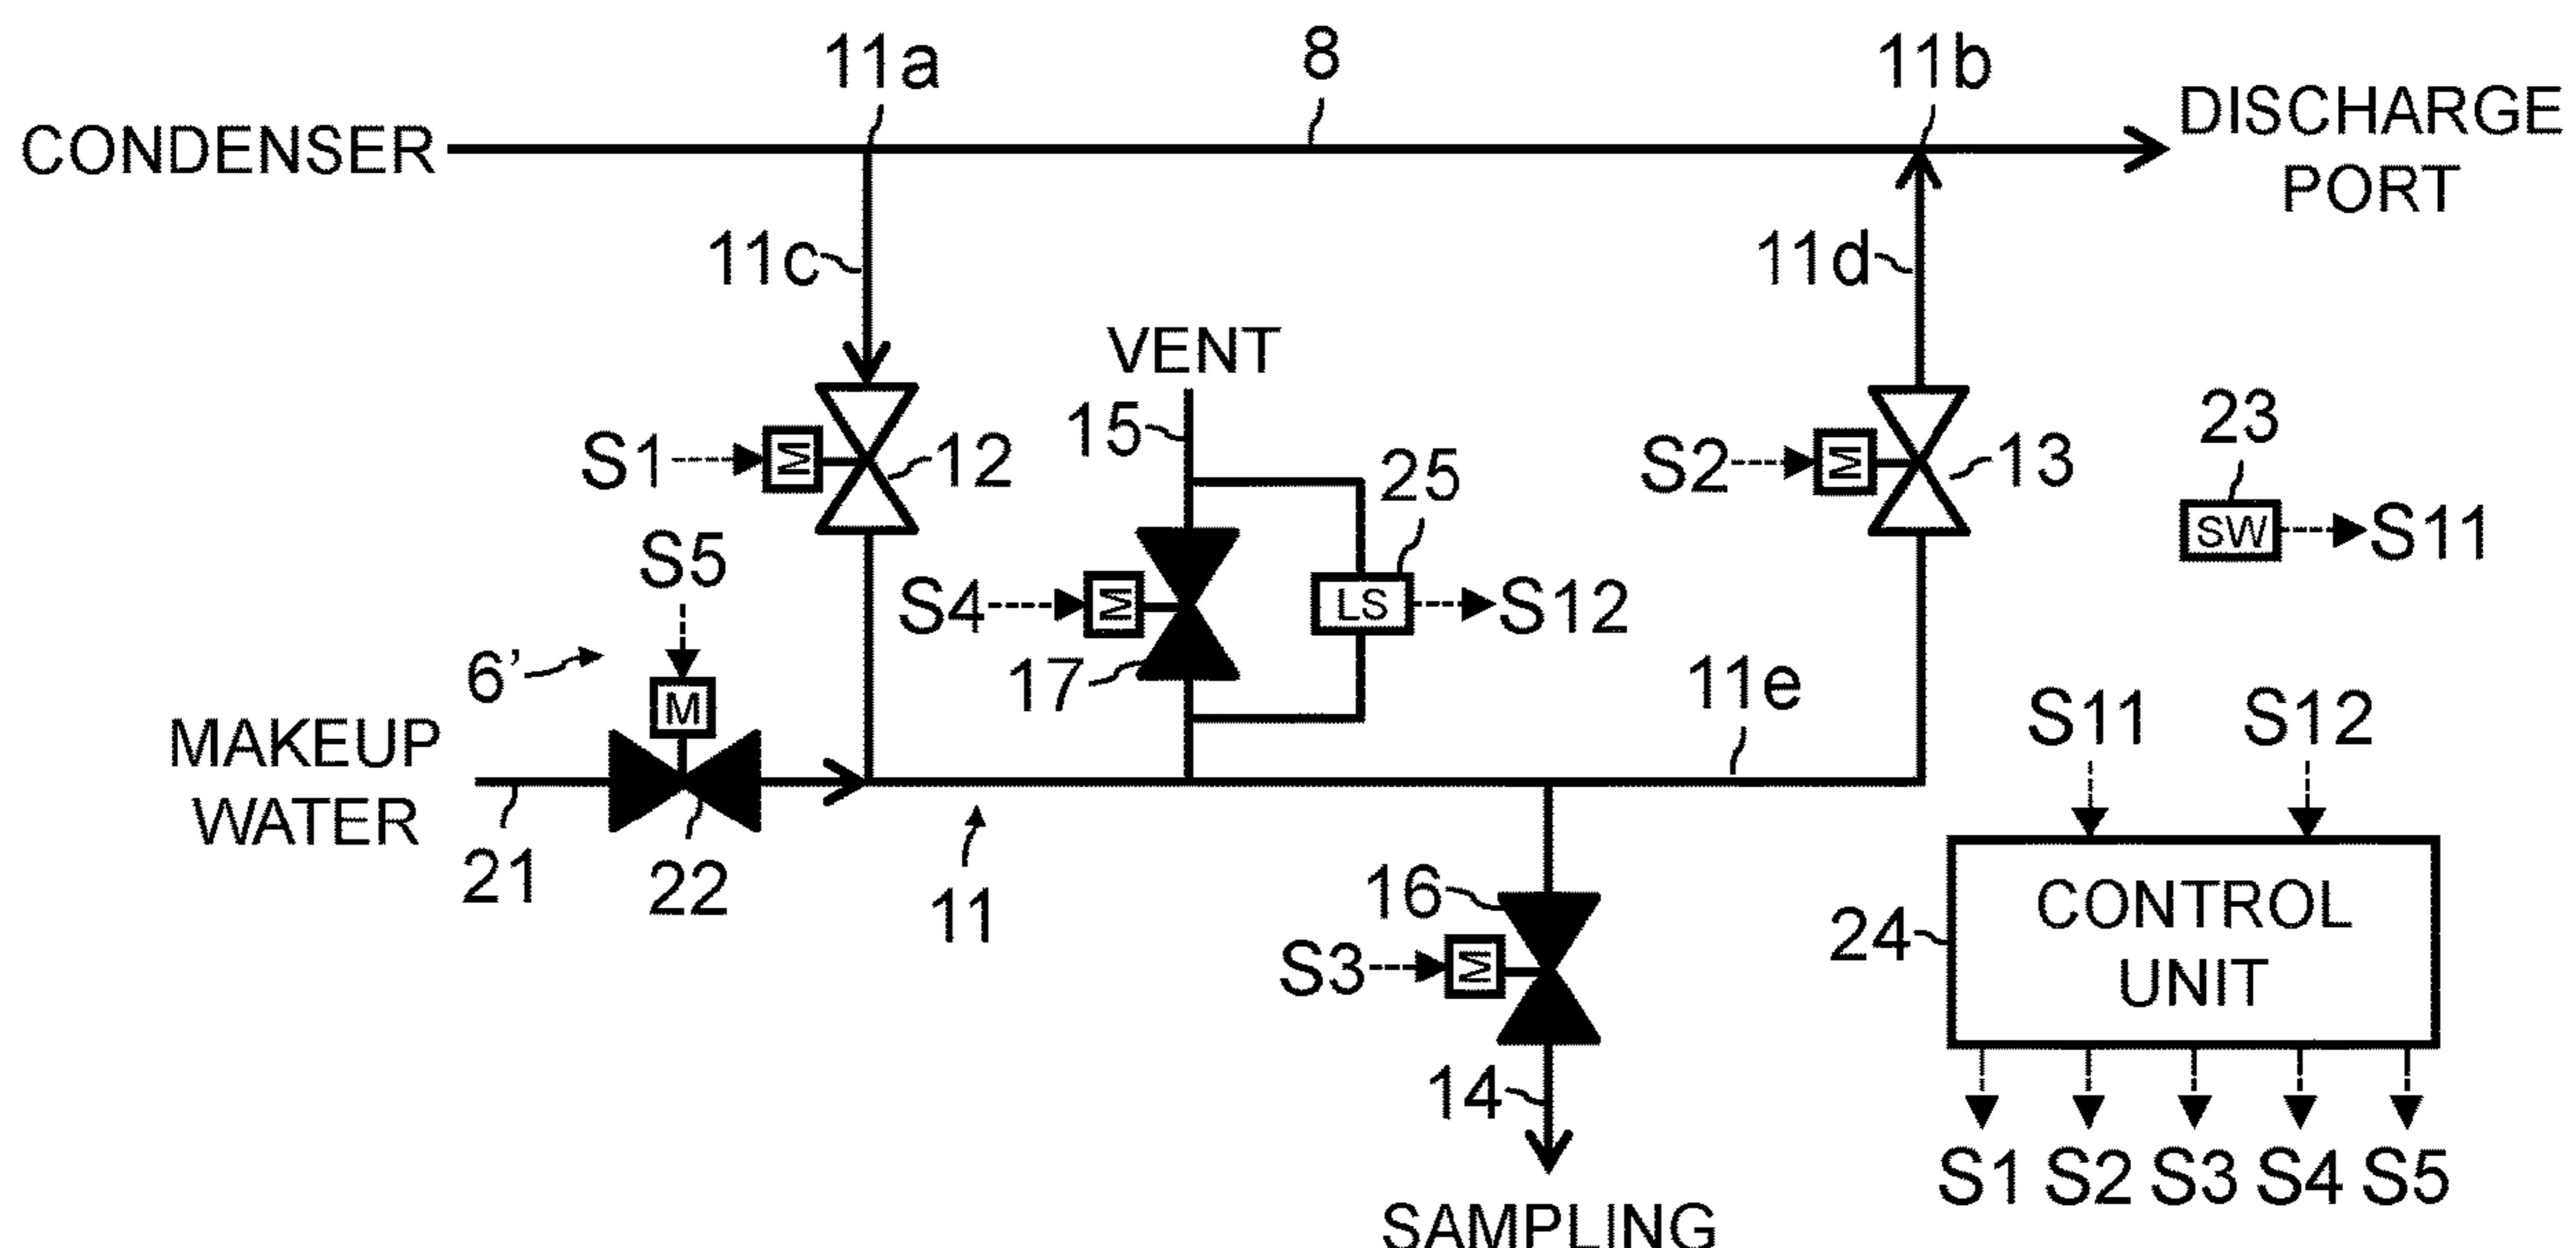 11a
8
11b
CONDENSER
DISCHARGE
PORT
11c
11d
VENT
15
S1
M
12
25
S2
M
13
23
SW
S11
S5
S4
M
LS
S12
6’
17
11e
M
MAKEUP
WATER
21
22
11
S11
S12
16
S3
M
24
CONTROL
UNIT
14
S1 S2 S3 S4 S5
SAMPLING